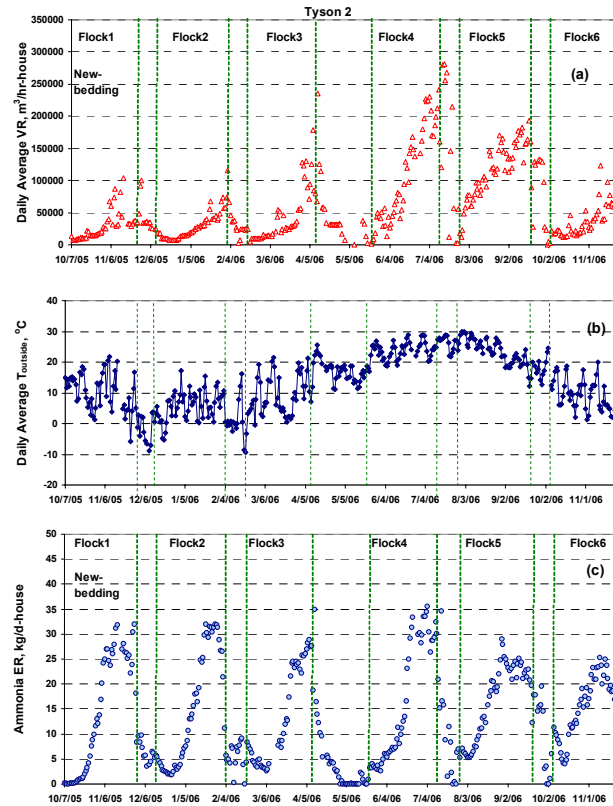 Tyson 2
Daily Average VR, m³/hr-house
350000
300000
250000
200000
150000
100000
50000
0
Flock1 Flock2 Flock3 Flock4 Flock5 Flock6
New-bedding
(a)
10/7/05 11/6/05 12/6/05 1/5/06 2/4/06 3/6/06 4/5/06 5/5/06 6/4/06 7/4/06 8/3/06 9/2/06 10/2/06 11/1/06
Daily Average Toutside, °C
40
30
20
10
0
-10
-20
(b)
10/7/05 11/6/05 12/6/05 1/5/06 2/4/06 3/6/06 4/5/06 5/5/06 6/4/06 7/4/06 8/3/06 9/2/06 10/2/06 11/1/06
Ammonia ER, kg/d-house
50
45
40
35
30
25
20
15
10
5
0
Flock1 Flock2 Flock3 Flock4 Flock5 Flock6
New-bedding
(c)
10/7/05 11/6/05 12/6/05 1/5/06 2/4/06 3/6/06 4/5/06 5/5/06 6/4/06 7/4/06 8/3/06 9/2/06 10/2/06 11/1/06